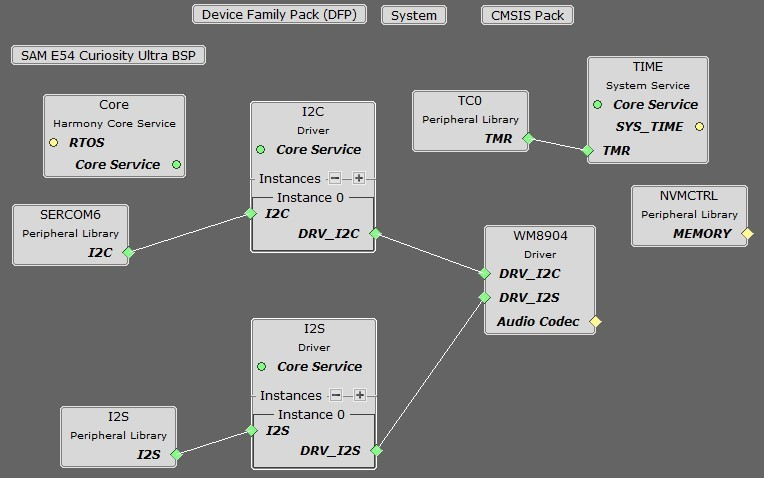 Device Family Pack (DFP)
System
CMSIS Pack
SAM E54 Curiosity Ultra BSP
Core
Harmony Core Service
RTOS
Core Service
I2C
Driver
Core Service
Instances
Instance 0
I2C
DRV_I2C
TC0
Peripheral Library
TMR
TIME
System Service
Core Service
SYS_TIME
TMR
SERCOM6
Peripheral Library
I2C
NVMCTRL
Peripheral Library
MEMORY
WM8904
Driver
DRV_I2C
DRV_I2S
Audio Codec
I2S
Driver
Core Service
Instances
Instance 0
I2S
DRV_I2S
I2S
Peripheral Library
I2S